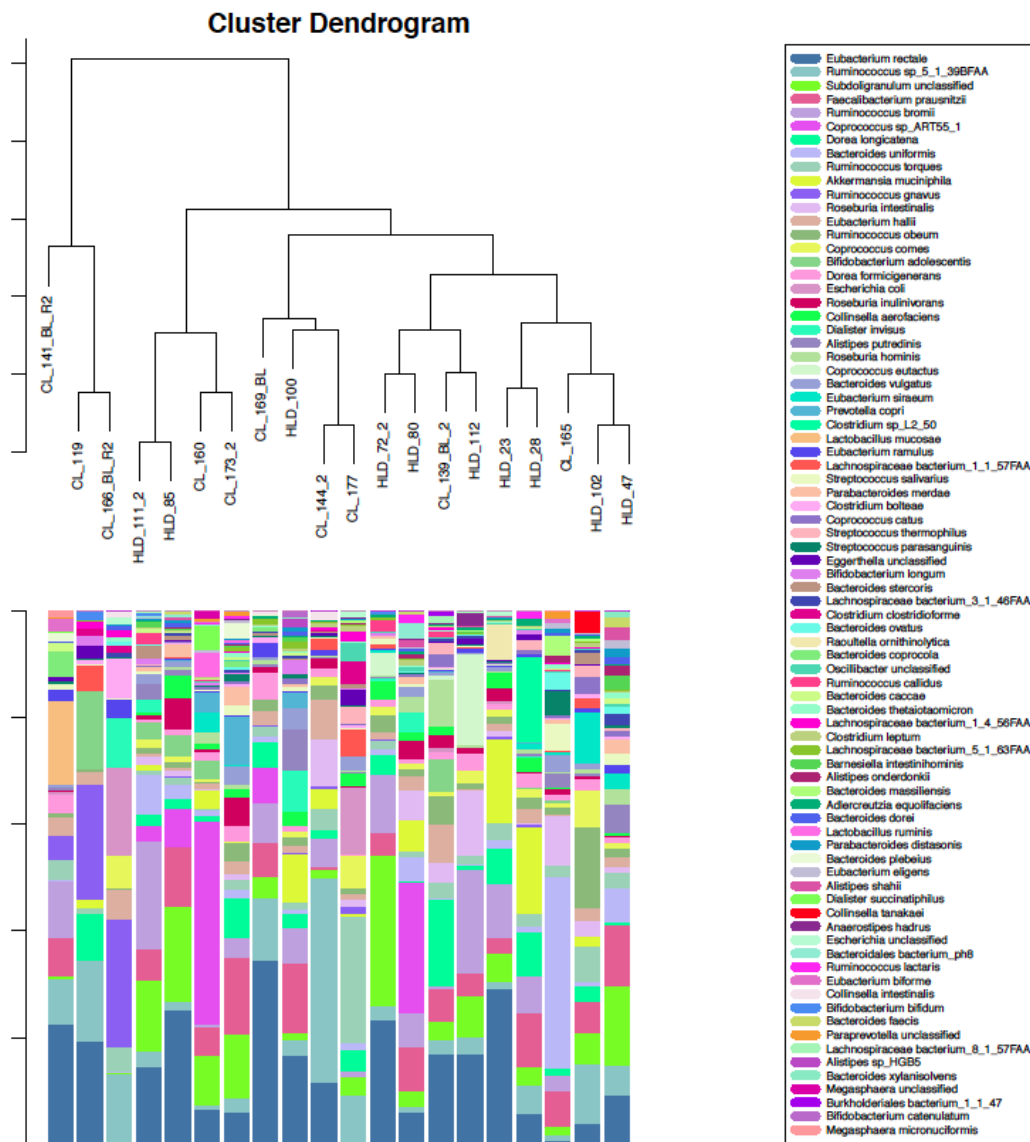 Cluster Dendrogram
CL_141_BL_R2
CL_119
CL_166_BL_R2
HLD_111_2
HLD_85
CL_160
CL_173_2
CL_169_BL
HLD_100
CL_144_2
CL_177
HLD_72_2
HLD_80
CL_139_BL_2
HLD_112
HLD_23
HLD_28
CL_165
HLD_102
HLD_47
Eubacterium rectale
Ruminococcus sp_5_1_39BFAA
Subdoligranulum unclassified
Faecalibacterium prausnitzii
Ruminococcus bromii
Coprococcus sp_ART55_1
Dorea longicatena
Bacteroides uniformis
Ruminococcus torques
Akkermansia muciniphila
Ruminococcus gnavus
Roseburia intestinalis
Eubacterium hallii
Ruminococcus obeum
Coprococcus comes
Bifidobacterium adolescentis
Dorea formicigenerans
Escherichia coli
Roseburia inulinivorans
Collinsella aerofaciens
Dialister invisus
Alistipes putredinis
Roseburia hominis
Coprococcus eutactus
Bacteroides vulgatus
Eubacterium siraeum
Prevotella copri
Clostridium sp_L2_50
Lactobacillus mucosae
Eubacterium ramulus
Lachnospiraceae bacterium_1_1_57FAA
Streptococcus salivarius
Parabacteroides merdae
Clostridium bolteae
Coprococcus catus
Streptococcus thermophilus
Streptococcus parasanguinis
Eggerthella unclassified
Bifidobacterium longum
Bacteroides stercoris
Lachnospiraceae bacterium_3_1_46FAA
Clostridium clostridioforme
Bacteroides ovatus
Raoultella ornithinolytica
Bacteroides coprocola
Oscillibacter unclassified
Ruminococcus callidus
Bacteroides caccae
Bacteroides thetaiotaomicron
Lachnospiraceae bacterium_1_4_56FAA
Clostridium leptum
Lachnospiraceae bacterium_5_1_63FAA
Barnesiella intestinihominis
Alistipes onderdonkii
Bacteroides massiliensis
Adlercreutzia equolifaciens
Bacteroides dorei
Lactobacillus ruminis
Parabacteroides distasonis
Bacteroides plebeius
Eubacterium eligens
Alistipes shahii
Dialister succinatiphilus
Collinsella tanakaei
Anaerostipes hadrus
Escherichia unclassified
Bacteroidales bacterium_ph8
Ruminococcus lactaris
Eubacterium biforme
Collinsella intestinalis
Bifidobacterium bifidum
Bacteroides faecis
Paraprevotella unclassified
Lachnospiraceae bacterium_8_1_57FAA
Alistipes sp_HGB5
Bacteroides xylanisolvens
Megasphaera unclassified
Burkholderiales bacterium_1_1_47
Bifidobacterium catenulatum
Megasphaera micronuciformis